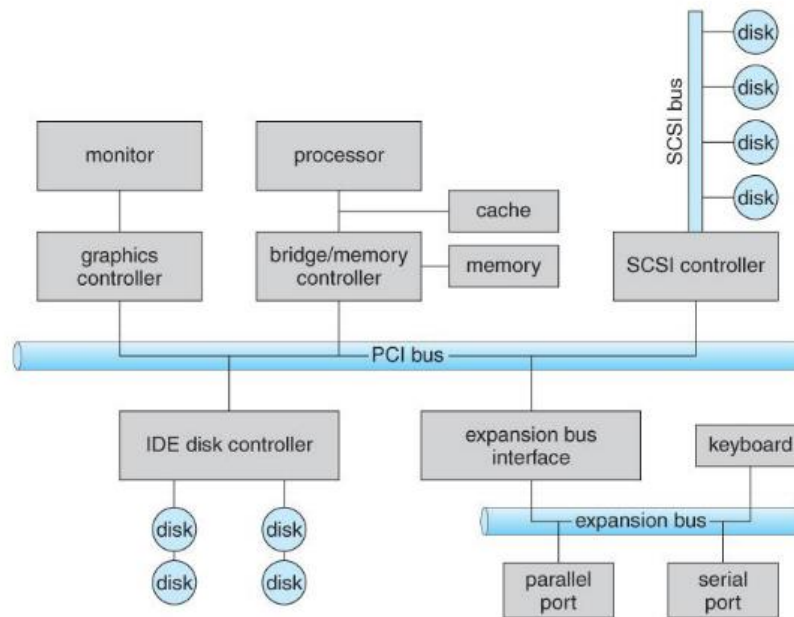 disk
disk
disk
disk
SCSI bus
monitor
processor
cache
graphics
controller
bridge/memory
controller
memory
SCSI controller
PCI bus
IDE disk controller
expansion bus
interface
keyboard
disk
disk
expansion bus
disk
disk
parallel
port
serial
port